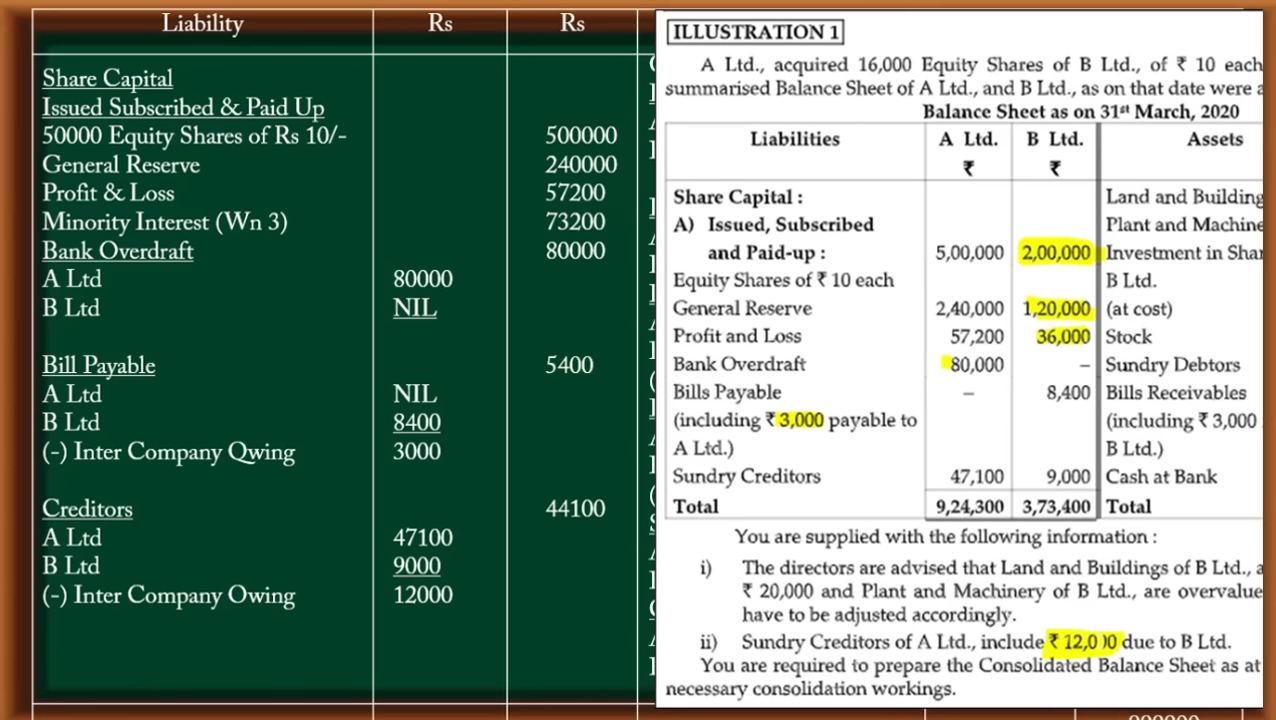 Liability Rs Rs
Share Capital
Issued Subscribed & Paid Up
50000 Equity Shares of Rs 10/- 500000
General Reserve 240000
Profit & Loss 57200
Minority Interest (Wn 3) 73200
Bank Overdraft 80000
A Ltd 80000
B Ltd NIL
Bill Payable 5400
A Ltd NIL
B Ltd 8400
(-) Inter Company Qwing 3000
Creditors 44100
A Ltd 47100
B Ltd 9000
(-) Inter Company Owing 12000
ILLUSTRATION 1
A Ltd., acquired 16,000 Equity Shares of B Ltd., of ₹ 10 each
summarised Balance Sheet of A Ltd., and B Ltd., as on that date were
Balance Sheet as on 31st March, 2020
Liabilities A Ltd. B Ltd. Assets
₹ ₹
Share Capital : Land and Building
A) Issued, Subscribed Plant and Machine
and Paid-up : 5,00,000 2,00,000 Investment in Shar
Equity Shares of ₹ 10 each B Ltd.
General Reserve 2,40,000 1,20,000 (at cost)
Profit and Loss 57,200 36,000 Stock
Bank Overdraft 80,000 – Sundry Debtors
Bills Payable – 8,400 Bills Receivables
(including ₹ 3,000 payable to (including ₹ 3,000
A Ltd.) B Ltd.)
Sundry Creditors 47,100 9,000 Cash at Bank
Total 9,24,300 3,73,400 Total
You are supplied with the following information :
i) The directors are advised that Land and Buildings of B Ltd., a
₹ 20,000 and Plant and Machinery of B Ltd., are overvalue
have to be adjusted accordingly.
ii) Sundry Creditors of A Ltd., include ₹ 12,000 due to B Ltd.
You are required to prepare the Consolidated Balance Sheet as at
necessary consolidation workings.